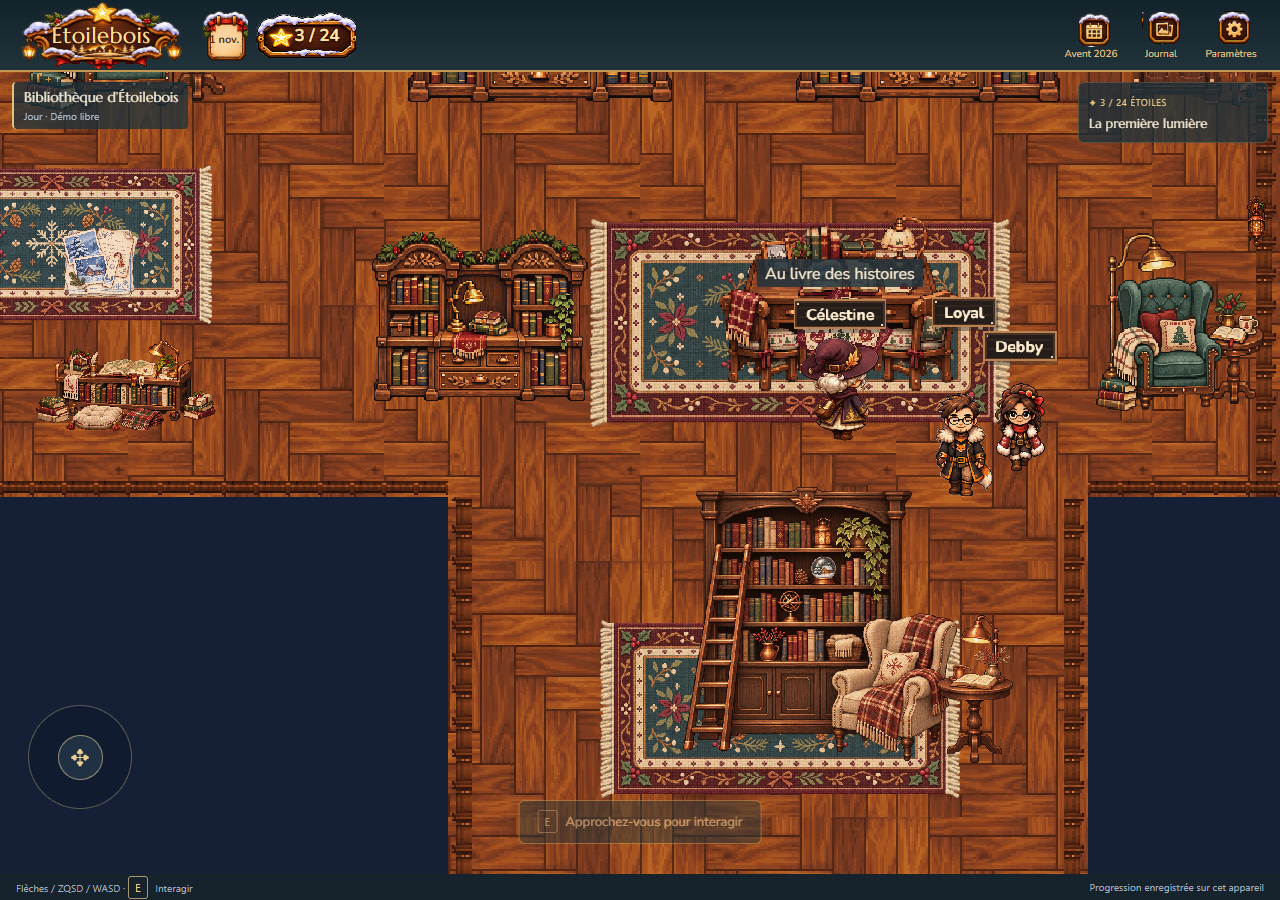 Étoilebois
1 nov.
3 / 24
Avent 2026
Journal
Paramètres
Bibliothèque d'Étoilebois
Jour · Démo libre
✦ 3 / 24 ÉTOILES
La première lumière
Au livre des histoires
Célestine
Loyal
Debby
E Approchez-vous pour interagir
Flèches / ZQSD / WASD · E Interagir
Progression enregistrée sur cet appareil